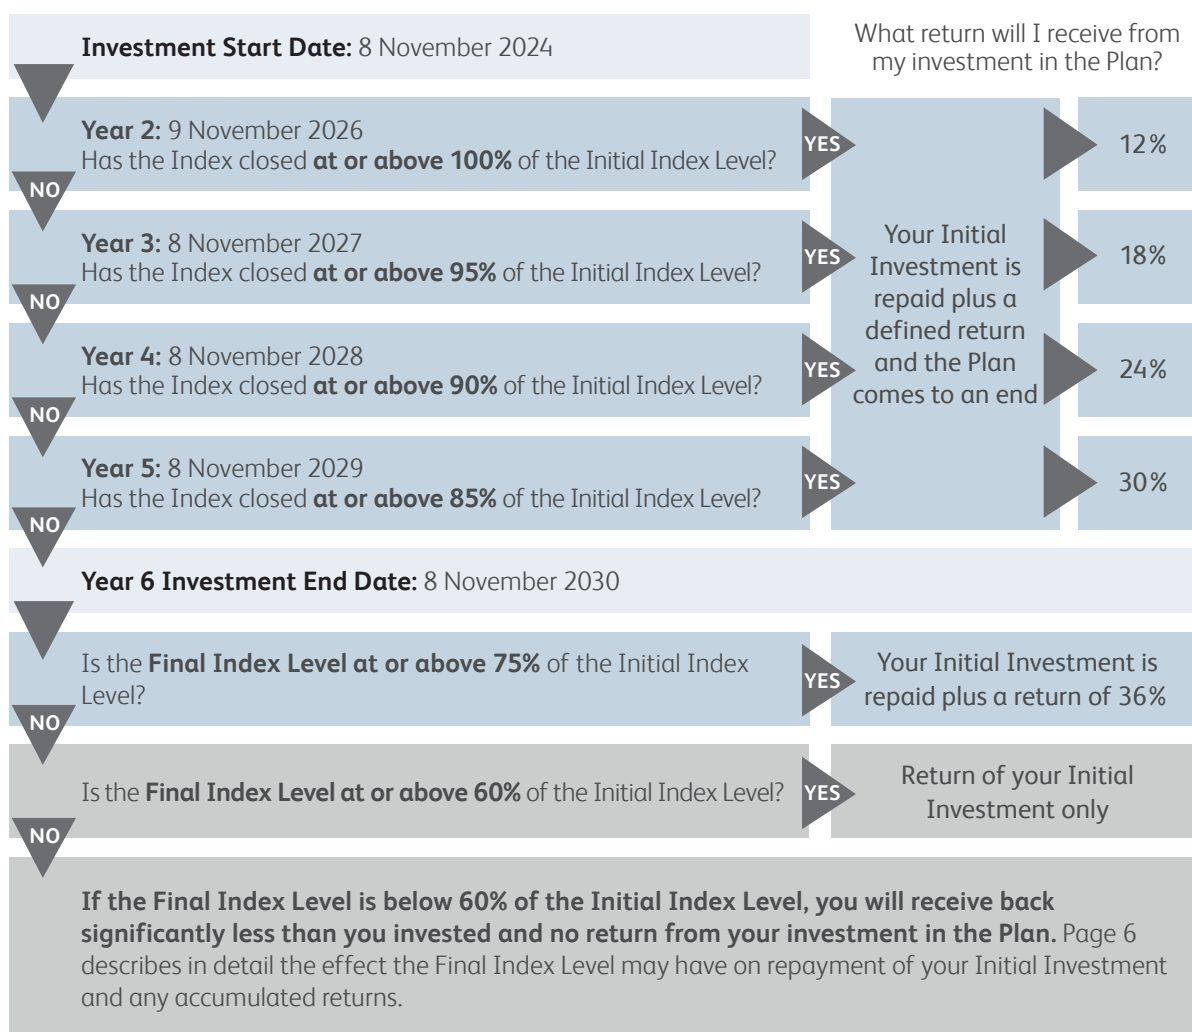 Investment Start Date: 8 November 2024
What return will I receive from
my investment in the Plan?
Year 2: 9 November 2026
Has the Index closed at or above 100% of the Initial Index Level?
YES
12%
NO
Year 3: 8 November 2027
Has the Index closed at or above 95% of the Initial Index Level?
YES
18%
NO
Year 4: 8 November 2028
Has the Index closed at or above 90% of the Initial Index Level?
YES
24%
NO
Year 5: 8 November 2029
Has the Index closed at or above 85% of the Initial Index Level?
YES
30%
NO
Your Initial
Investment is
repaid plus a
defined return
and the Plan
comes to an end
Year 6 Investment End Date: 8 November 2030
Is the Final Index Level at or above 75% of the Initial Index
Level?
YES
Your Initial Investment is
repaid plus a return of 36%
NO
Is the Final Index Level at or above 60% of the Initial Index Level?
YES
Return of your Initial
Investment only
NO
If the Final Index Level is below 60% of the Initial Index Level, you will receive back
significantly less than you invested and no return from your investment in the Plan. Page 6
describes in detail the effect the Final Index Level may have on repayment of your Initial Investment
and any accumulated returns.